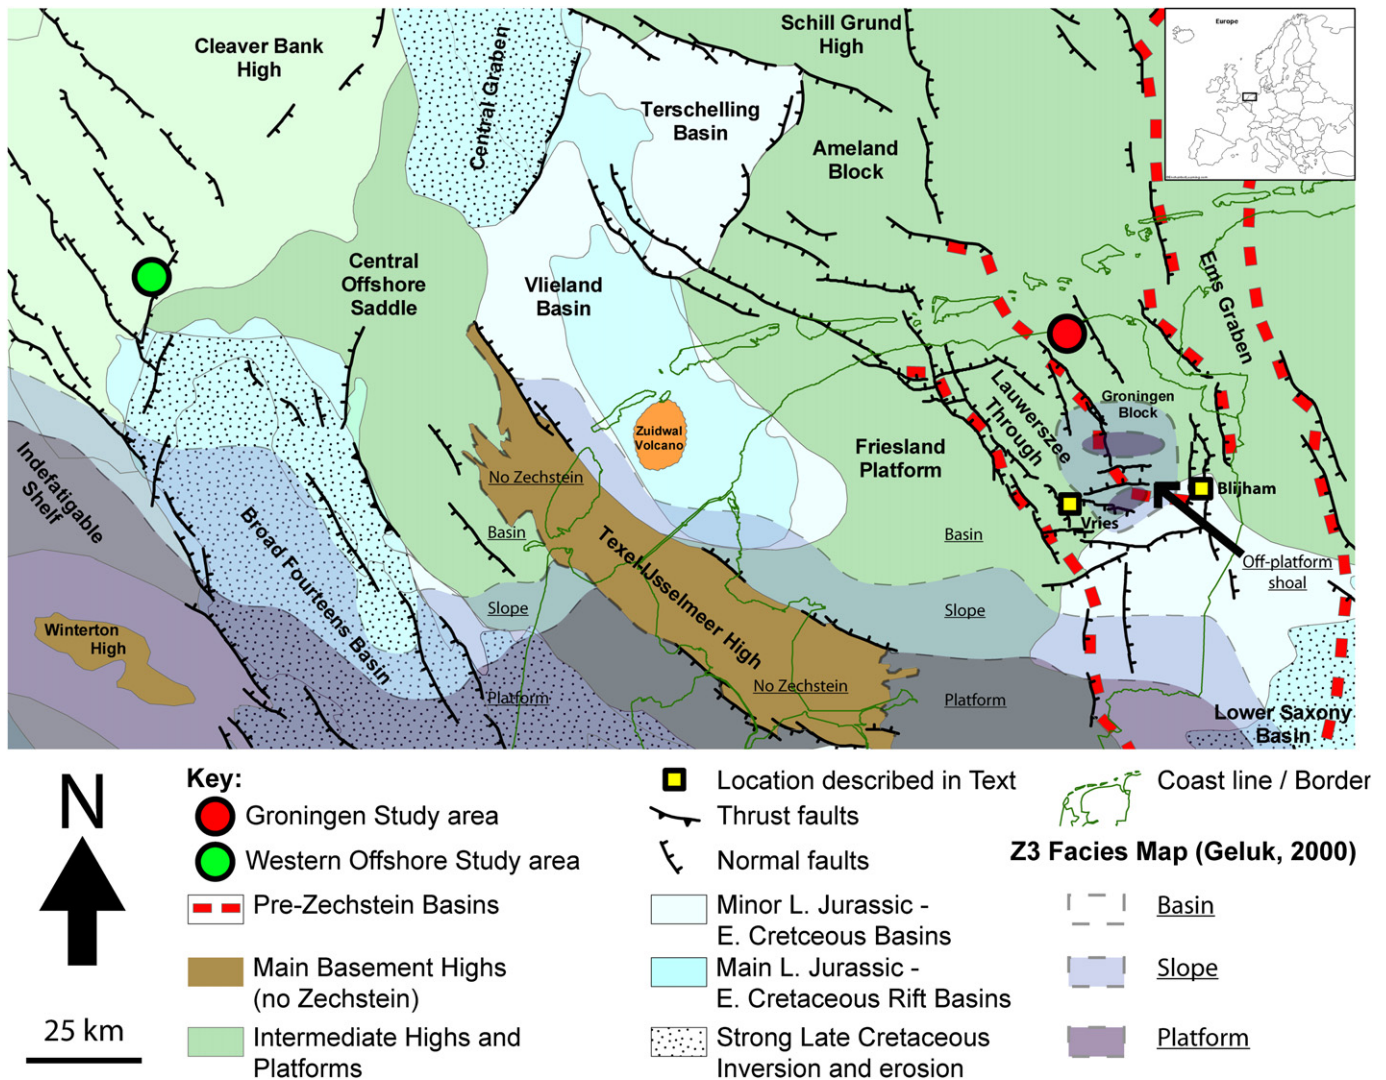 Cleaver Bank
High
Central Graben
Schill Grund
High
Europe
Terschelling
Basin
Ameland
Block
Central
Offshore
Saddle
Vlieland
Basin
Ems Graben
Lauwerszee
Through
Groningen
Block
Zuidwal
Volcano
Friesland
Platform
Indefatigable
Shelf
No Zechstein
Broad Fourteens Basin
Basin
Texel-IJsselmeer High
Basin
Vries
Blijham
Off-platform
shoal
Slope
Slope
Winterton
High
No Zechstein
Platform
Platform
Lower Saxony
Basin
N
25 km
Key:
Groningen Study area
Western Offshore Study area
Pre-Zechstein Basins
Main Basement Highs
(no Zechstein)
Intermediate Highs and
Platforms
Location described in Text
Thrust faults
Normal faults
Minor L. Jurassic -
E. Cretceous Basins
Main L. Jurassic -
E. Cretaceous Rift Basins
Strong Late Cretaceous
Inversion and erosion
Coast line / Border
Z3 Facies Map (Geluk, 2000)
Basin
Slope
Platform